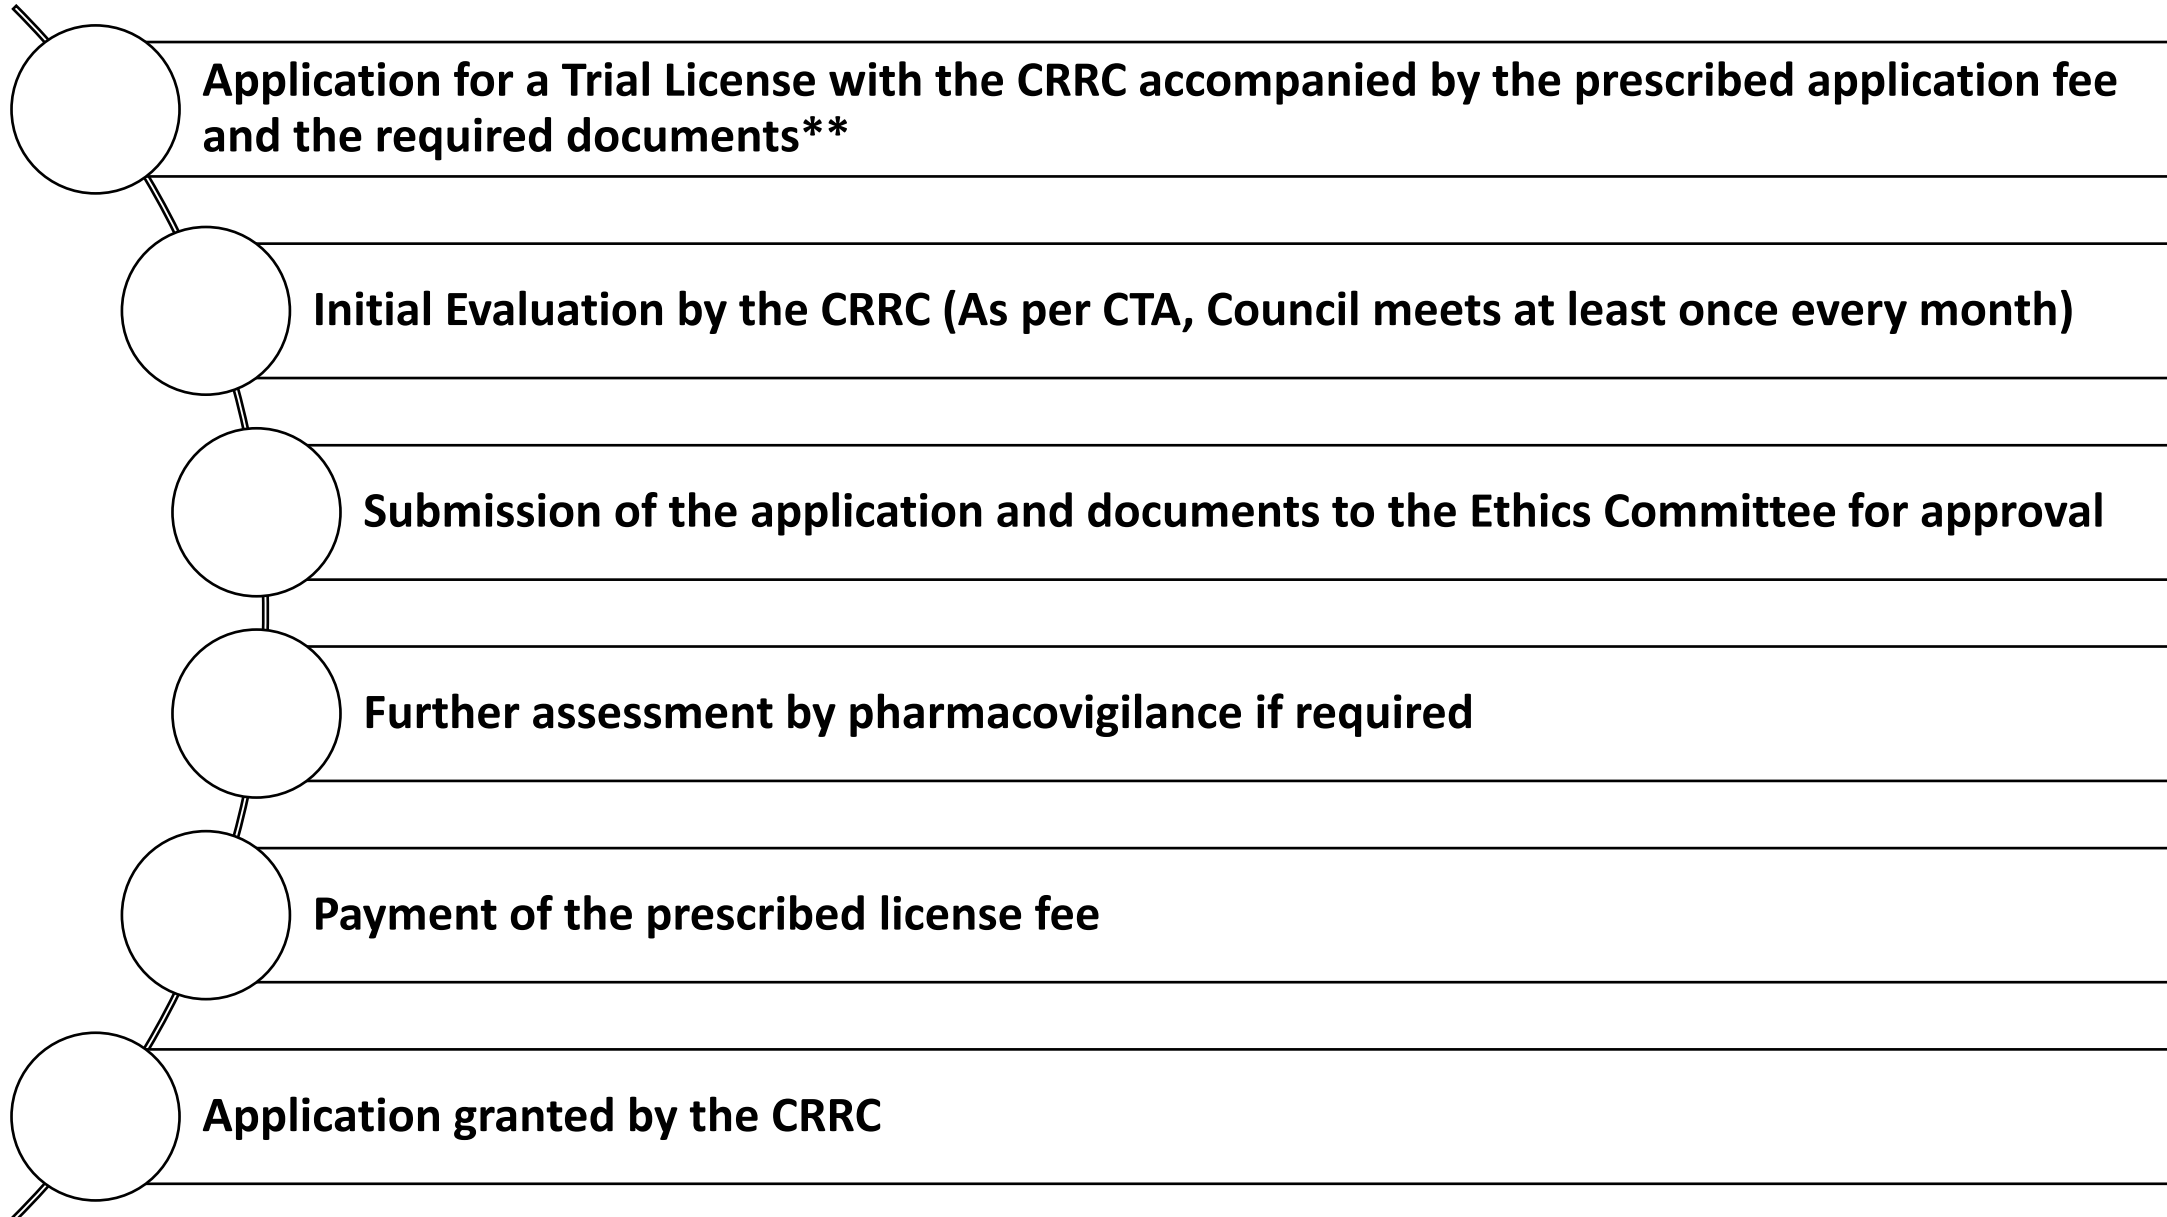 Application for a Trial License with the CRRC accompanied by the prescribed application fee
and the required documents**
Initial Evaluation by the CRRC (As per CTA, Council meets at least once every month)
Submission of the application and documents to the Ethics Committee for approval
Further assessment by pharmacovigilance if required
Payment of the prescribed license fee
Application granted by the CRRC